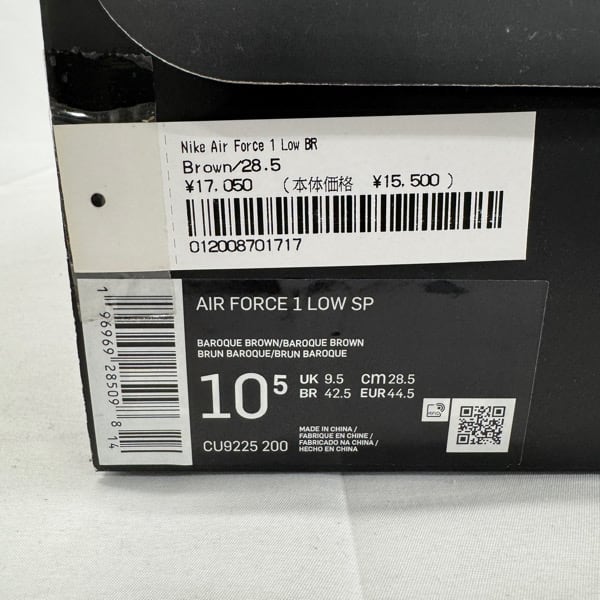 Nike Air Force 1 Low BR
Brown/28.5
¥17,050 (本体価格 ¥15,500)
012008701717
AIR FORCE 1 LOW SP
BAROQUE BROWN/BAROQUE BROWN
BRUN BAROQUE/BRUN BAROQUE
10⁵ UK 9.5 cm 28.5
BR 42.5 EUR 44.5
CU9225 200
MADE IN CHINA /
FABRIQUE EN CHINE /
FABRICADO NA CHINA /
HECHO EN CHINA
1 96969 28509 8 14